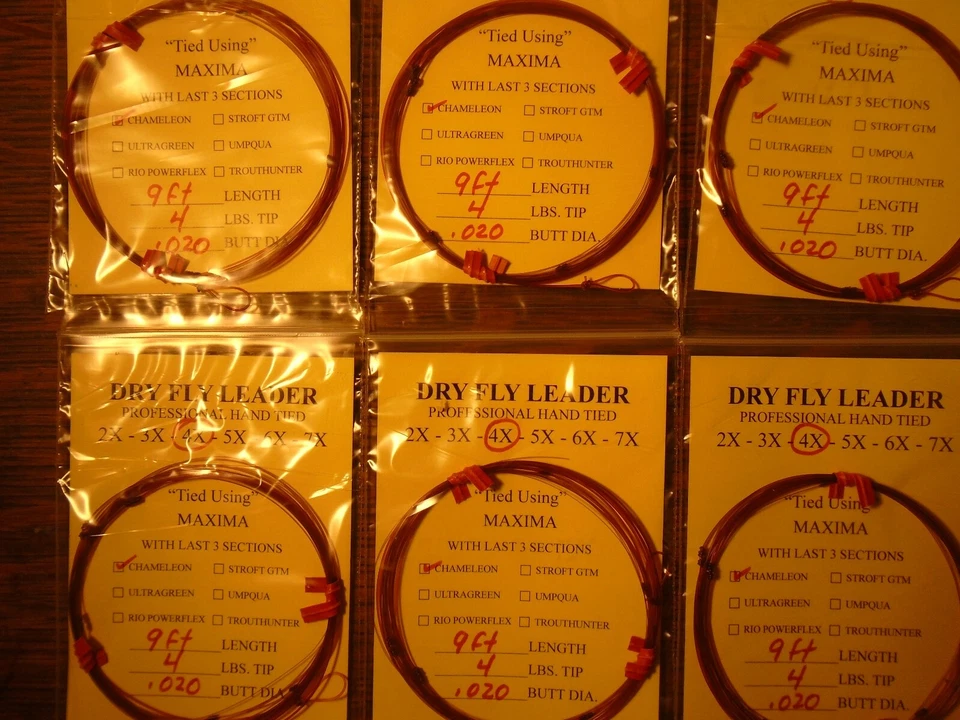 "Tied Using"
MAXIMA
WITH LAST 3 SECTIONS
CHAMELEON STROFT GTM
ULTRAGREEN UMPQUA
RIO POWERFLEX TROUTHUNTER
9ft LENGTH
4 LBS. TIP
.020 BUTT DIA.
"Tied Using"
MAXIMA
WITH LAST 3 SECTIONS
CHAMELEON STROFT GTM
ULTRAGREEN UMPQUA
RIO POWERFLEX TROUTHUNTER
9ft LENGTH
4 LBS. TIP
.020 BUTT DIA.
"Tied Using"
MAXIMA
WITH LAST 3 SECTIONS
CHAMELEON STROFT GTM
ULTRAGREEN UMPQUA
RIO POWERFLEX TROUTHUNTER
9ft LENGTH
4 LBS. TIP
.020 BUTT DIA.
DRY FLY LEADER
PROFESSIONAL HAND TIED
2X - 3X - 4X - 5X - 6X - 7X
"Tied Using"
MAXIMA
WITH LAST 3 SECTIONS
CHAMELEON STROFT GTM
ULTRAGREEN UMPQUA
RIO POWERFLEX TROUTHUNTER
9ft LENGTH
4 LBS. TIP
.020 BUTT DIA
DRY FLY LEADER
PROFESSIONAL HAND TIED
2X - 3X - 4X - 5X - 6X - 7X
"Tied Using"
MAXIMA
WITH LAST 3 SECTIONS
CHAMELEON STROFT GTM
ULTRAGREEN UMPQUA
RIO POWERFLEX TROUTHUNTER
9ft LENGTH
4 LBS. TIP
.020 BUTT DIA.
DRY FLY LEADER
PROFESSIONAL HAND TIED
2X - 3X - 4X - 5X - 6X - 7X
"Tied Using"
MAXIMA
WITH LAST 3 SECTIONS
CHAMELEON STROFT GTM
ULTRAGREEN UMPQUA
RIO POWERFLEX TROUTHUNTER
9ft LENGTH
4 LBS. TIP
.020 BUTT DIA.